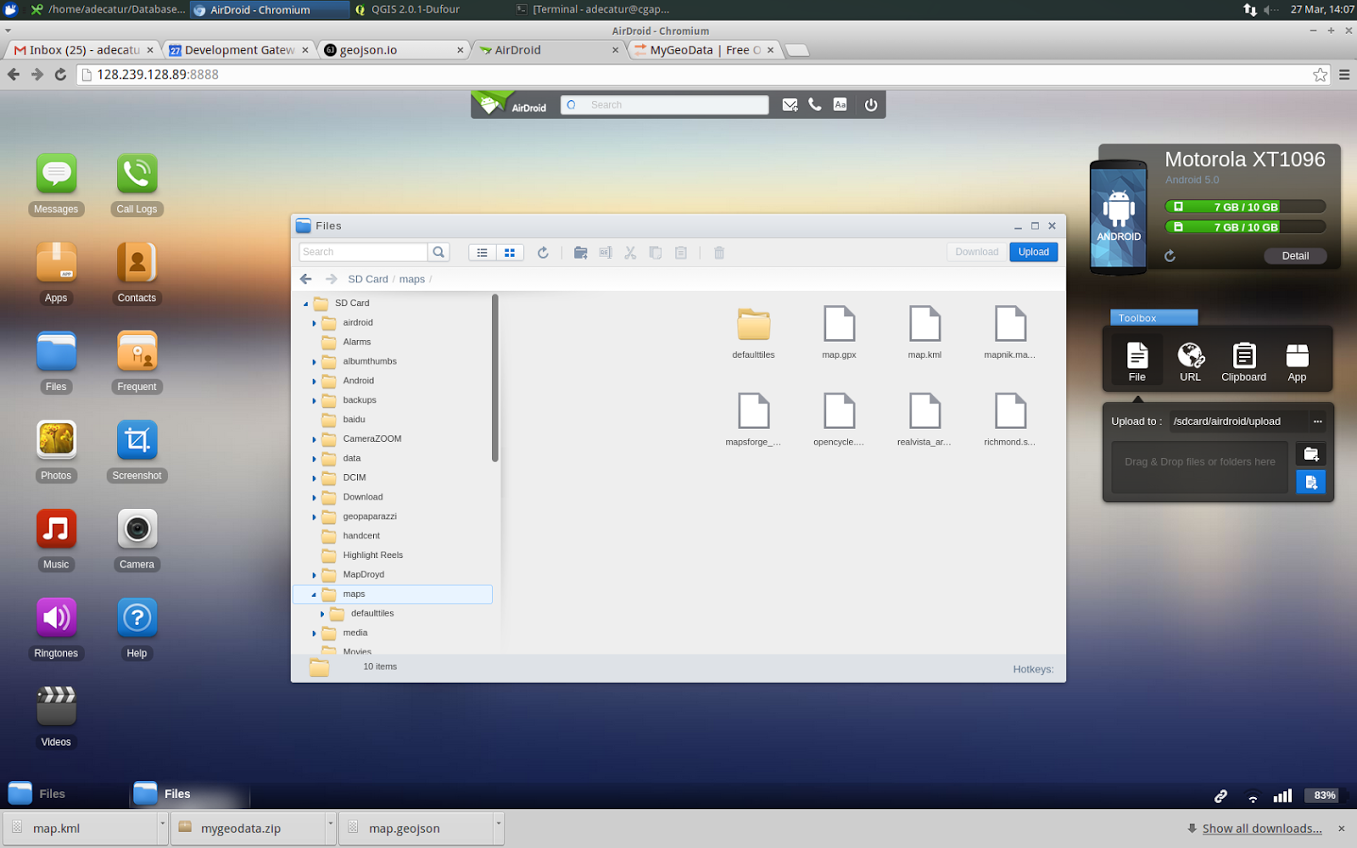 /home/adecatur/Database...
AirDroid - Chromium
QGIS 2.0.1-Dufour
[Terminal - adecatur@cgap...
27 Mar, 14:07
AirDroid - Chromium
Inbox (25) - adecatu
27 Development Gatew
geojson.io
AirDroid
MyGeoData | Free O
128.239.128.89:8888
AirDroid
Search
Aa
Messages
Call Logs
Apps
Contacts
Files
Frequent
Photos
Screenshot
Music
Camera
Ringtones
Help
Videos
Files
Search
Download
Upload
SD Card / maps /
SD Card
airdroid
Alarms
albumthumbs
Android
backups
baidu
CameraZOOM
data
DCIM
Download
geopaparazzi
handcent
Highlight Reels
MapDroyd
maps
defaulttiles
media
Movies
defaulttiles
map.gpx
map.kml
mapnik.ma...
mapsforge_...
opencycle....
realvista_ar...
richmond.s...
10 items
Hotkeys:
Motorola XT1096
Android 5.0
7 GB / 10 GB
7 GB / 10 GB
ANDROID
Detail
Toolbox
File
URL
Clipboard
App
Upload to :
/sdcard/airdroid/upload
...
Drag & Drop files or folders here
Files
Files
83%
map.kml
mygeodata.zip
map.geojson
Show all downloads...